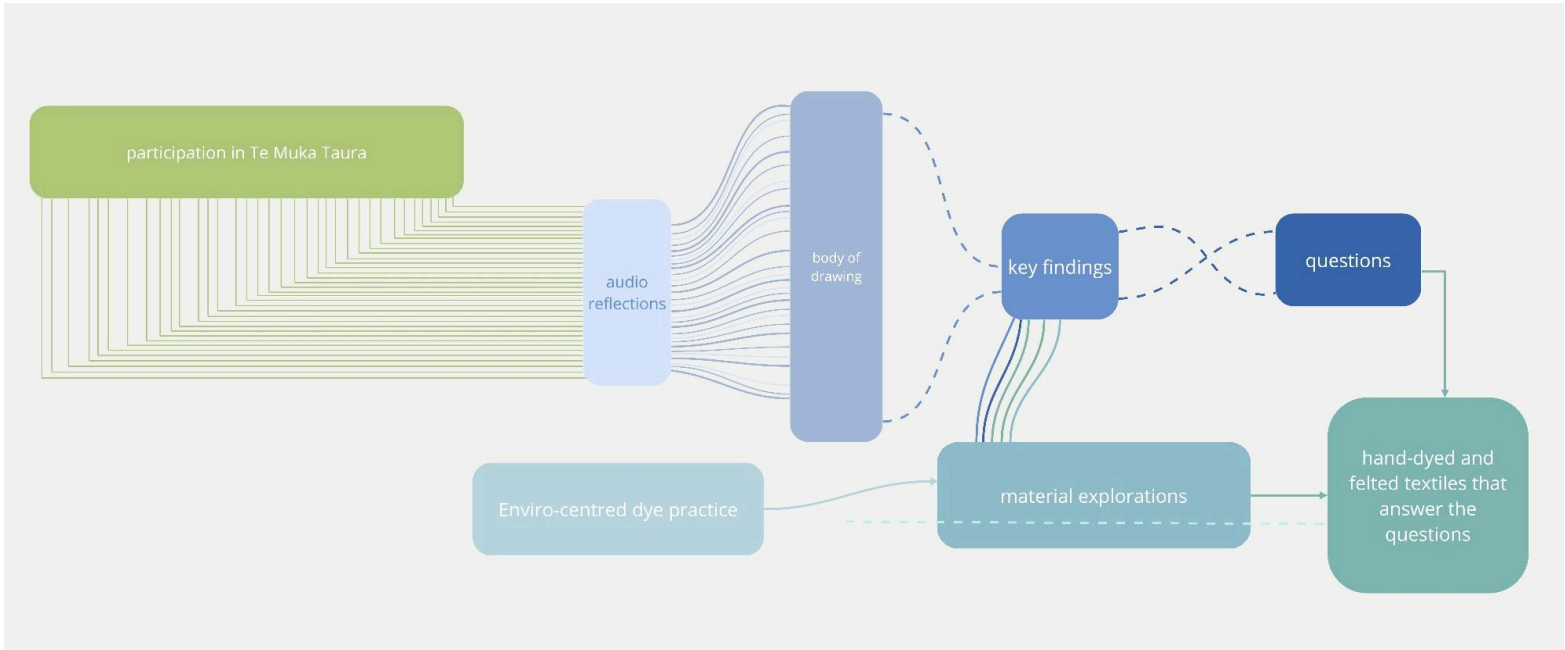 participation in Te Muka Taura
audio
reflections
body of
drawing
key findings
questions
Enviro-centred dye practice
material explorations
hand-dyed and
felted textiles that
answer the
questions